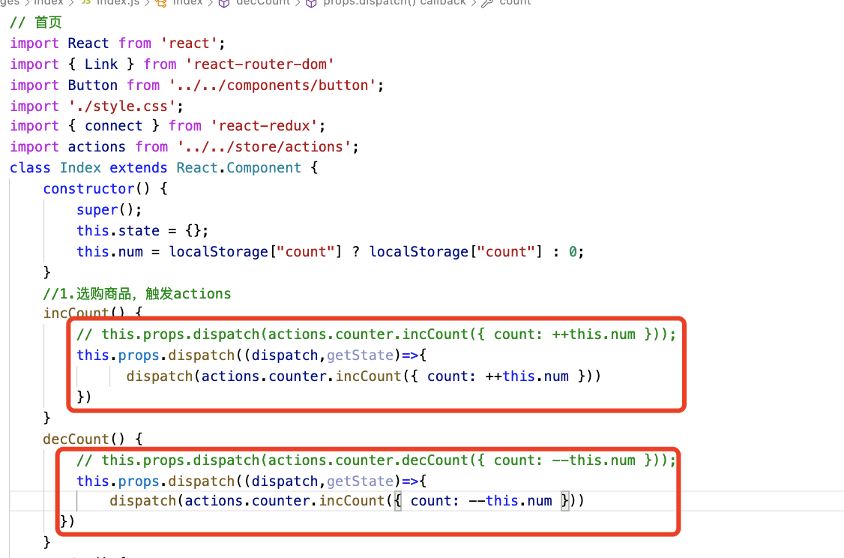 ges > index > JS index.js > index > decCount > props.dispatch() callback > count
// 首页
import React from 'react';
import { Link } from 'react-router-dom'
import Button from '../../components/button';
import './style.css';
import { connect } from 'react-redux';
import actions from '../../store/actions';
class Index extends React.Component {
constructor() {
super();
this.state = {};
this.num = localStorage["count"] ? localStorage["count"] : 0;
}
//1.选购商品，触发actions
incCount() {
// this.props.dispatch(actions.counter.incCount({ count: ++this.num }));
this.props.dispatch((dispatch,getState)=>{
dispatch(actions.counter.incCount({ count: ++this.num }))
})
}
decCount() {
// this.props.dispatch(actions.counter.decCount({ count: --this.num }));
this.props.dispatch((dispatch,getState)=>{
dispatch(actions.counter.incCount({ count: --this.num }))
})
}